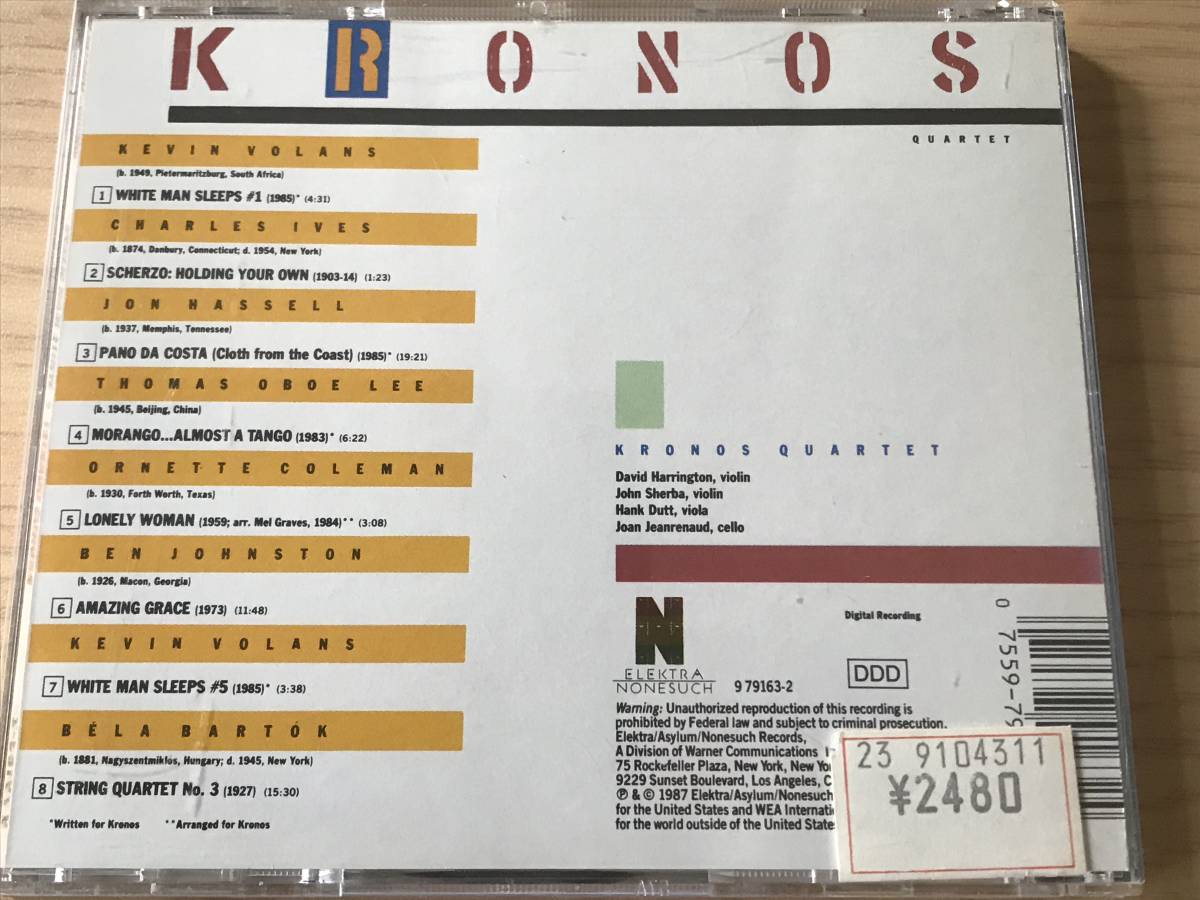 KRONOS
QUARTET
KEVIN VOLANS
(b. 1949, Pietermaritzburg, South Africa)
1 WHITE MAN SLEEPS #1 (1985)* (4:31)
CHARLES IVES
(b. 1874, Danbury, Connecticut; d. 1954, New York)
2 SCHERZO: HOLDING YOUR OWN (1903-14) (1:23)
JON HASSELL
(b. 1937, Memphis, Tennessee)
3 PANO DA COSTA (Cloth from the Coast) (1985)* (19:21)
THOMAS OBOE LEE
(b. 1945, Beijing, China)
4 MORANGO...ALMOST A TANGO (1983)* (6:22)
ORNETTE COLEMAN
(b. 1930, Forth Worth, Texas)
5 LONELY WOMAN (1959; arr. Mel Graves, 1984)** (3:08)
BEN JOHNSTON
(b. 1926, Macon, Georgia)
6 AMAZING GRACE (1973) (11:48)
KEVIN VOLANS
7 WHITE MAN SLEEPS #5 (1985)* (3:38)
BÉLA BARTÓK
(b. 1881, Nagyszentmiklós, Hungary; d. 1945, New York)
8 STRING QUARTET No. 3 (1927) (15:30)
*Written for Kronos **Arranged for Kronos
KRONOS QUARTET
David Harrington, violin
John Sherba, violin
Hank Dutt, viola
Joan Jeanrenaud, cello
N
ELEKTRA
NONESUCH
9 79163-2
Digital Recording
DDD
0 7559-79
Warning: Unauthorized reproduction of this recording is
prohibited by Federal law and subject to criminal prosecution.
Elektra/Asylum/Nonesuch Records,
A Division of Warner Communications
75 Rockefeller Plaza, New York, New
9229 Sunset Boulevard, Los Angeles,
℗ & © 1987 Elektra/Asylum/Nonesuch
for the United States and WEA
for the world outside of the United
23 9104311
¥2480